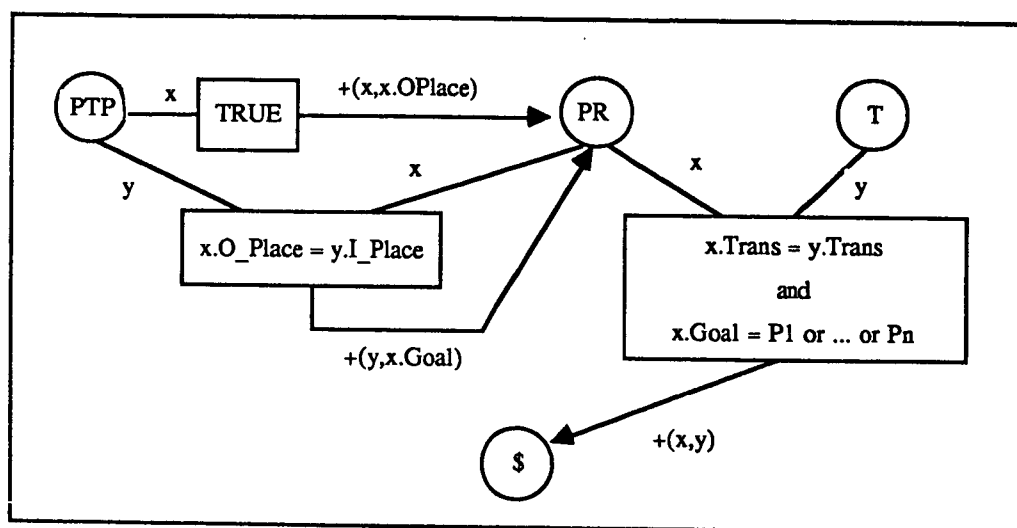 PTP
x
TRUE
+(x,x.OPlace)
PR
T
y
x
x
y
x.O_Place = y.I_Place
x.Trans = y.Trans
and
x.Goal = P1 or ... or Pn
+(y,x.Goal)
+(x,y)
$